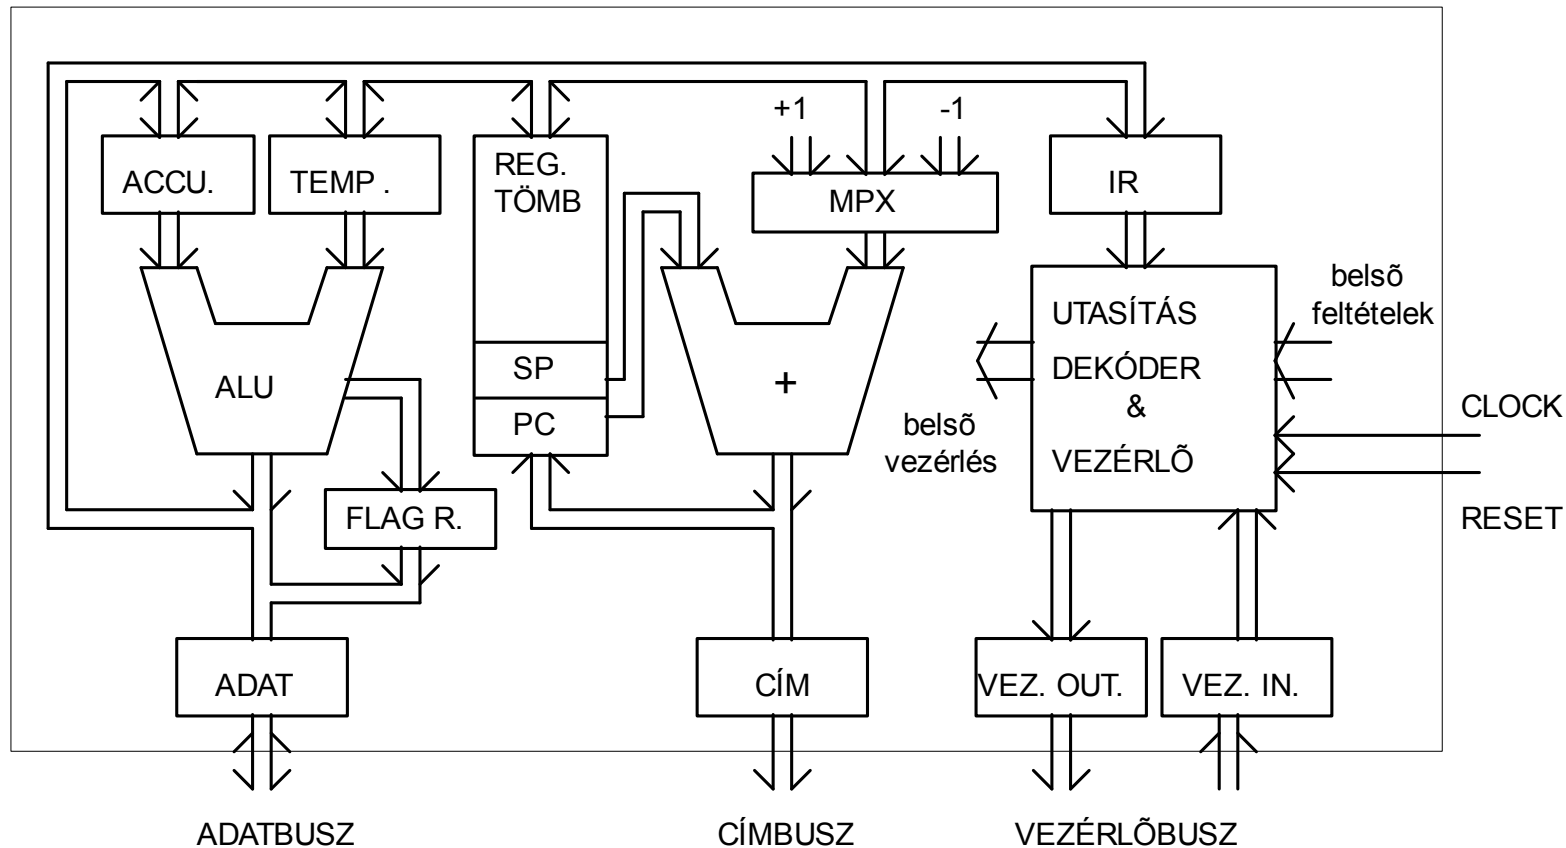 +1
-1
ACCU.
TEMP .
REG.
TÖMB
MPX
IR
ALU
SP
PC
+
UTASÍTÁS
DEKÓDER
&
VEZÉRLÕ
belsõ
feltételek
belsõ
vezérlés
CLOCK
RESET
FLAG R.
ADAT
CÍM
VEZ. OUT.
VEZ. IN.
ADATBUSZ
CÍMBUSZ
VEZÉRLÕBUSZ